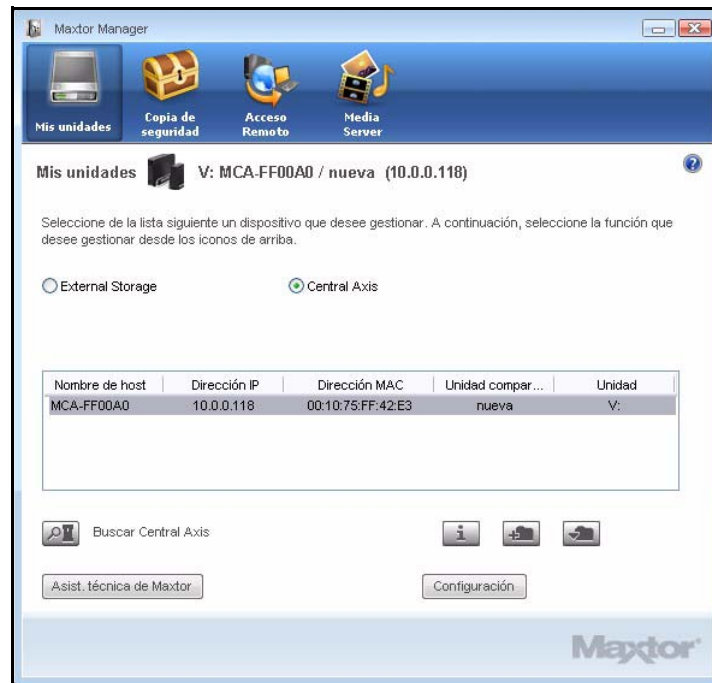 Maxtor Manager
Mis unidades
Copia de seguridad
Acceso Remoto
Media Server
Mis unidades V: MCA-FF00A0 / nueva (10.0.0.118)
Seleccione de la lista siguiente un dispositivo que desee gestionar. A continuación, seleccione la función que
desee gestionar desde los iconos de arriba.
External Storage Central Axis
Nombre de host Dirección IP Dirección MAC Unidad compar... Unidad
MCA-FF00A0 10.0.0.118 00:10:75:FF:42:E3 nueva V:
Buscar Central Axis
Asist. técnica de Maxtor Configuración
Maxtor